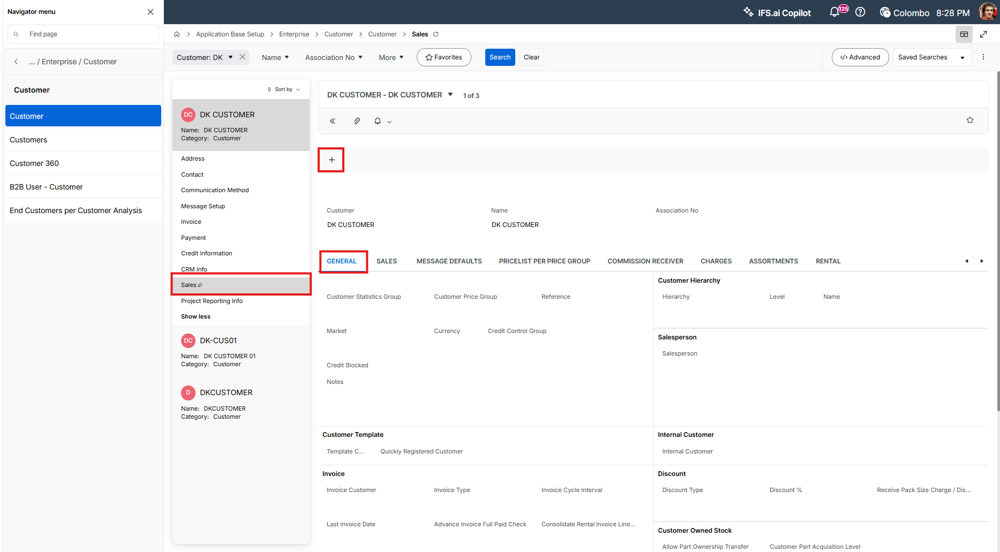 Navigator menu
Find page
... / Enterprise / Customer
Customer
Customer
Customers
Customer 360
B2B User - Customer
End Customers per Customer Analysis
IFS.ai Copilot
125
Colombo
8:28 PM
Application Base Setup > Enterprise > Customer > Customer > Sales
Customer: DK
Name
Association No
More
Favorites
Search
Clear
</> Advanced
Saved Searches
Sort by
DC DK CUSTOMER
Name: DK CUSTOMER
Category: Customer
Address
Contact
Communication Method
Message Setup
Invoice
Payment
Credit Information
CRM Info
Sales
Project Reporting Info
Show less
DC DK-CUS01
Name: DK CUSTOMER 01
Category: Customer
D DKCUSTOMER
Name: DKCUSTOMER
Category: Customer
DK CUSTOMER - DK CUSTOMER 1 of 3
Customer Name Association No
DK CUSTOMER DK CUSTOMER
GENERAL SALES MESSAGE DEFAULTS PRICELIST PER PRICE GROUP COMMISSION RECEIVER CHARGES ASSORTMENTS RENTAL
Customer Statistics Group Customer Price Group Reference
Market Currency Credit Control Group
Credit Blocked
Notes
Customer Hierarchy
Hierarchy Level Name
Salesperson
Salesperson
Customer Template
Template C... Quickly Registered Customer
Internal Customer
Internal Customer
Invoice
Invoice Customer Invoice Type Invoice Cycle Interval
Last Invoice Date Advance Invoice Full Paid Check Consolidate Rental Invoice Line...
Discount
Discount Type Discount % Receive Pack Size Charge / Dis...
Customer Owned Stock
Allow Part Ownership Transfer Customer Part Acquisition Level